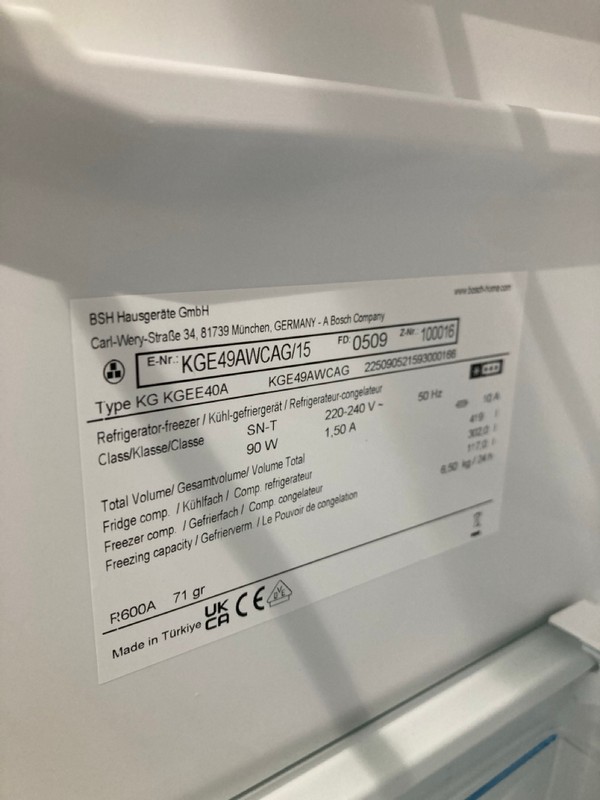 www.bosch-home.com
BSH Hausgeräte GmbH
Carl-Wery-Straße 34, 81739 München, GERMANY - A Bosch Company
E-Nr.: KGE49AWCAG/15 FD: 0509 Z-Nr.: 100016
Type KG KGEE40A KGE49AWCAG 225090521593000166
Refrigerator-freezer / Kühl-gefriergerät / Refrigerateur-congelateur
Class/Klasse/Classe SN-T 220-240 V ~ 50 Hz 10 A
90 W 1,50 A
Total Volume/ Gesamtvolume/ Volume Total 419 l
Fridge comp. / Kühlfach / Comp. refrigerateur 302,0 l
Freezer comp. / Gefrierfach / Comp. congelateur 117,0 l
Freezing capacity / Gefrierverm. / Le Pouvoir de congelation 6,50 kg / 24 h
R600A 71 gr
Made in Türkiye UK CA CE